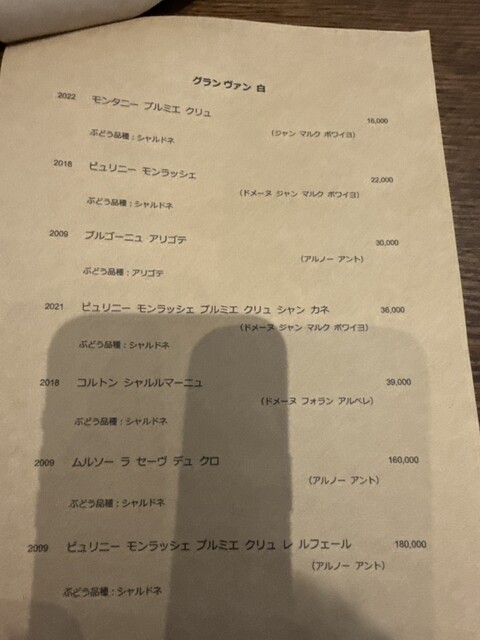 グラン ヴァン 白
2022 モンタニー プルミエ クリュ 16,000
(ジャン マルク ボワイヨ)
ぶどう品種：シャルドネ
2018 ピュリニー モンラッシェ 22,000
(ドメーヌ ジャン マルク ボワイヨ)
ぶどう品種：シャルドネ
2009 ブルゴーニュ アリゴテ 30,000
(アルノー アント)
ぶどう品種：アリゴテ
2021 ピュリニー モンラッシェ プルミエ クリュ シャン カネ 36,000
(ドメーヌ ジャン マルク ボワイヨ)
ぶどう品種：シャルドネ
2018 コルトン シャルルマーニュ 39,000
(ドメーヌ フォラン アルベレ)
ぶどう品種：シャルドネ
2009 ムルソー ラ セーヴ デュ クロ 160,000
(アルノー アント)
ぶどう品種：シャルドネ
2009 ピュリニー モンラッシェ プルミエ クリュ レ ルフェール 180,000
(アルノー アント)
ぶどう品種：シャルドネ